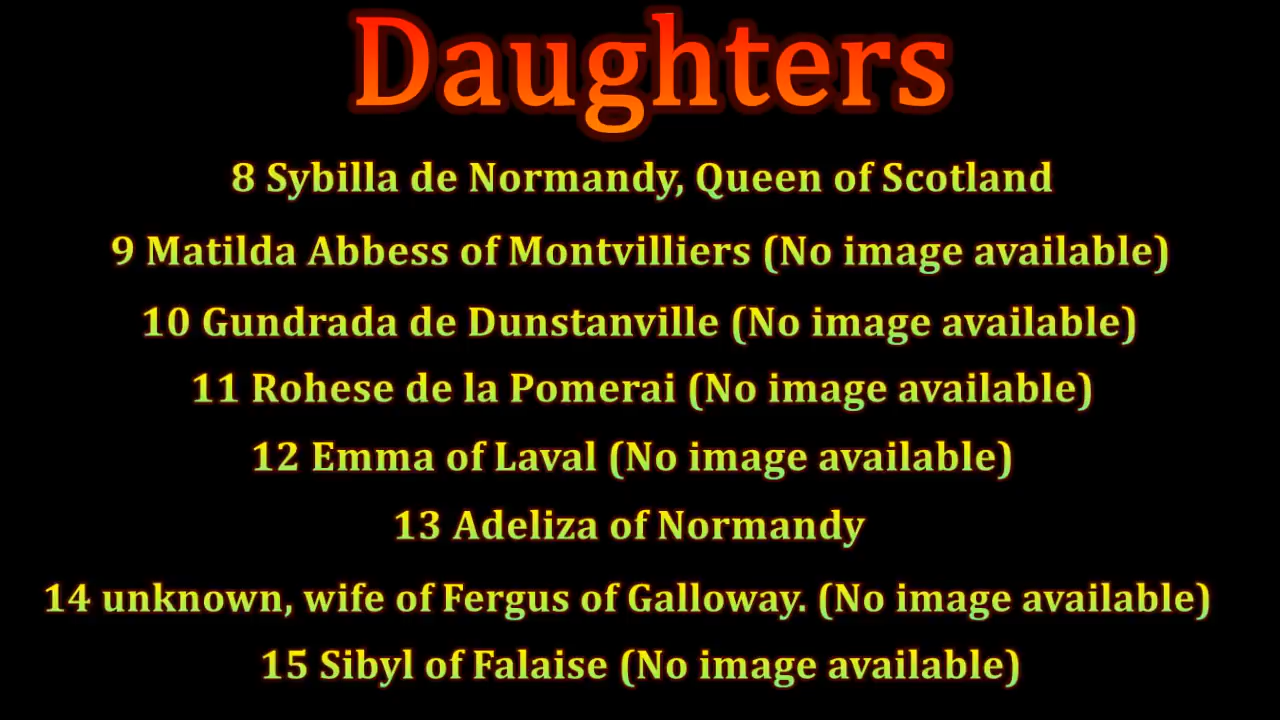 Daughters
8 Sybilla de Normandy, Queen of Scotland
9 Matilda Abbess of Montvilliers (No image available)
10 Gundrada de Dunstanville (No image available)
11 Rohese de la Pomerai (No image available)
12 Emma of Laval (No image available)
13 Adeliza of Normandy
14 unknown, wife of Fergus of Galloway. (No image available)
15 Sibyl of Falaise (No image available)